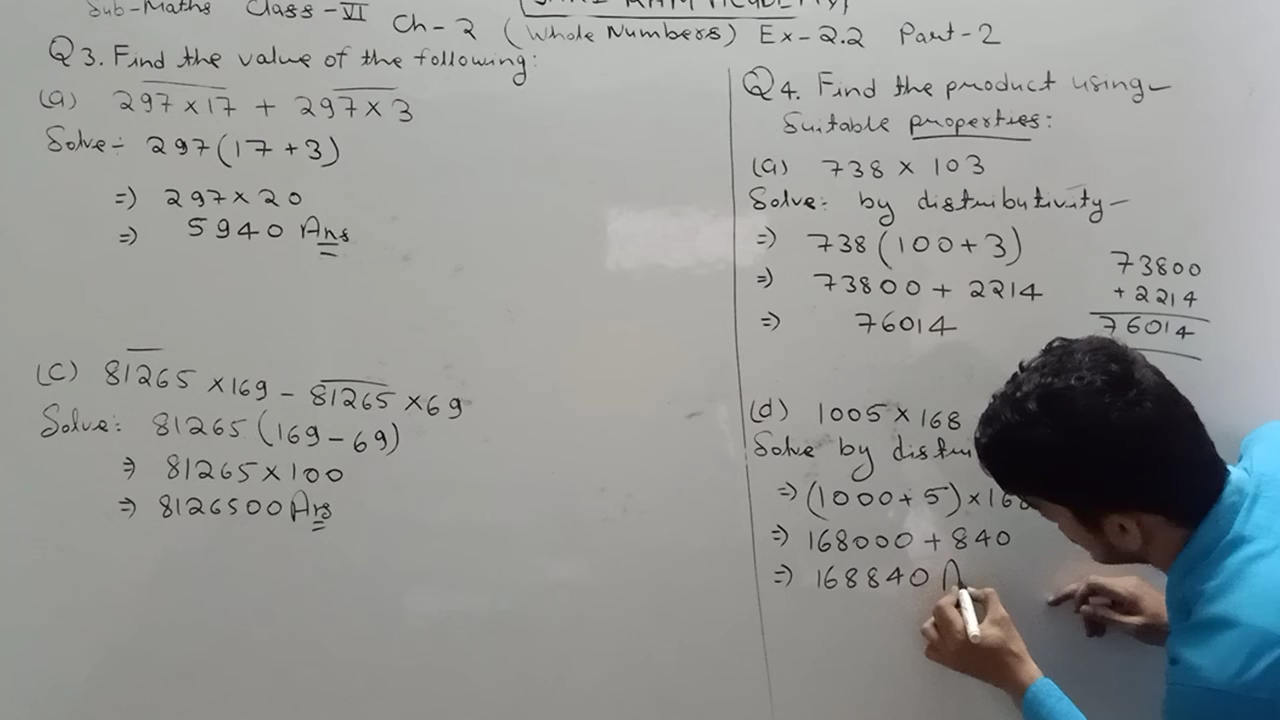 Sub-Maths Class-VI Ch-2 (Whole Numbers) Ex-2.2 Part-2
Q3. Find the value of the following:
(a) 297×17 + 297×3
Solve:- 297(17+3)
=) 297×20
=) 5940 Ans
(C) 81265×169 - 81265×69
Solve: 81265(169-69)
⇒ 81265×100
⇒ 8126500 Ans
Q4. Find the product using-
Suitable properties:
(a) 738 × 103
Solve: by distributivity-
=) 738(100+3)
=) 73800 + 2214
=) 76014
73800
+2214
76014
(d) 1005×168
Solve by
=) (1000+5)×168
=) 168000 + 840
=) 168840